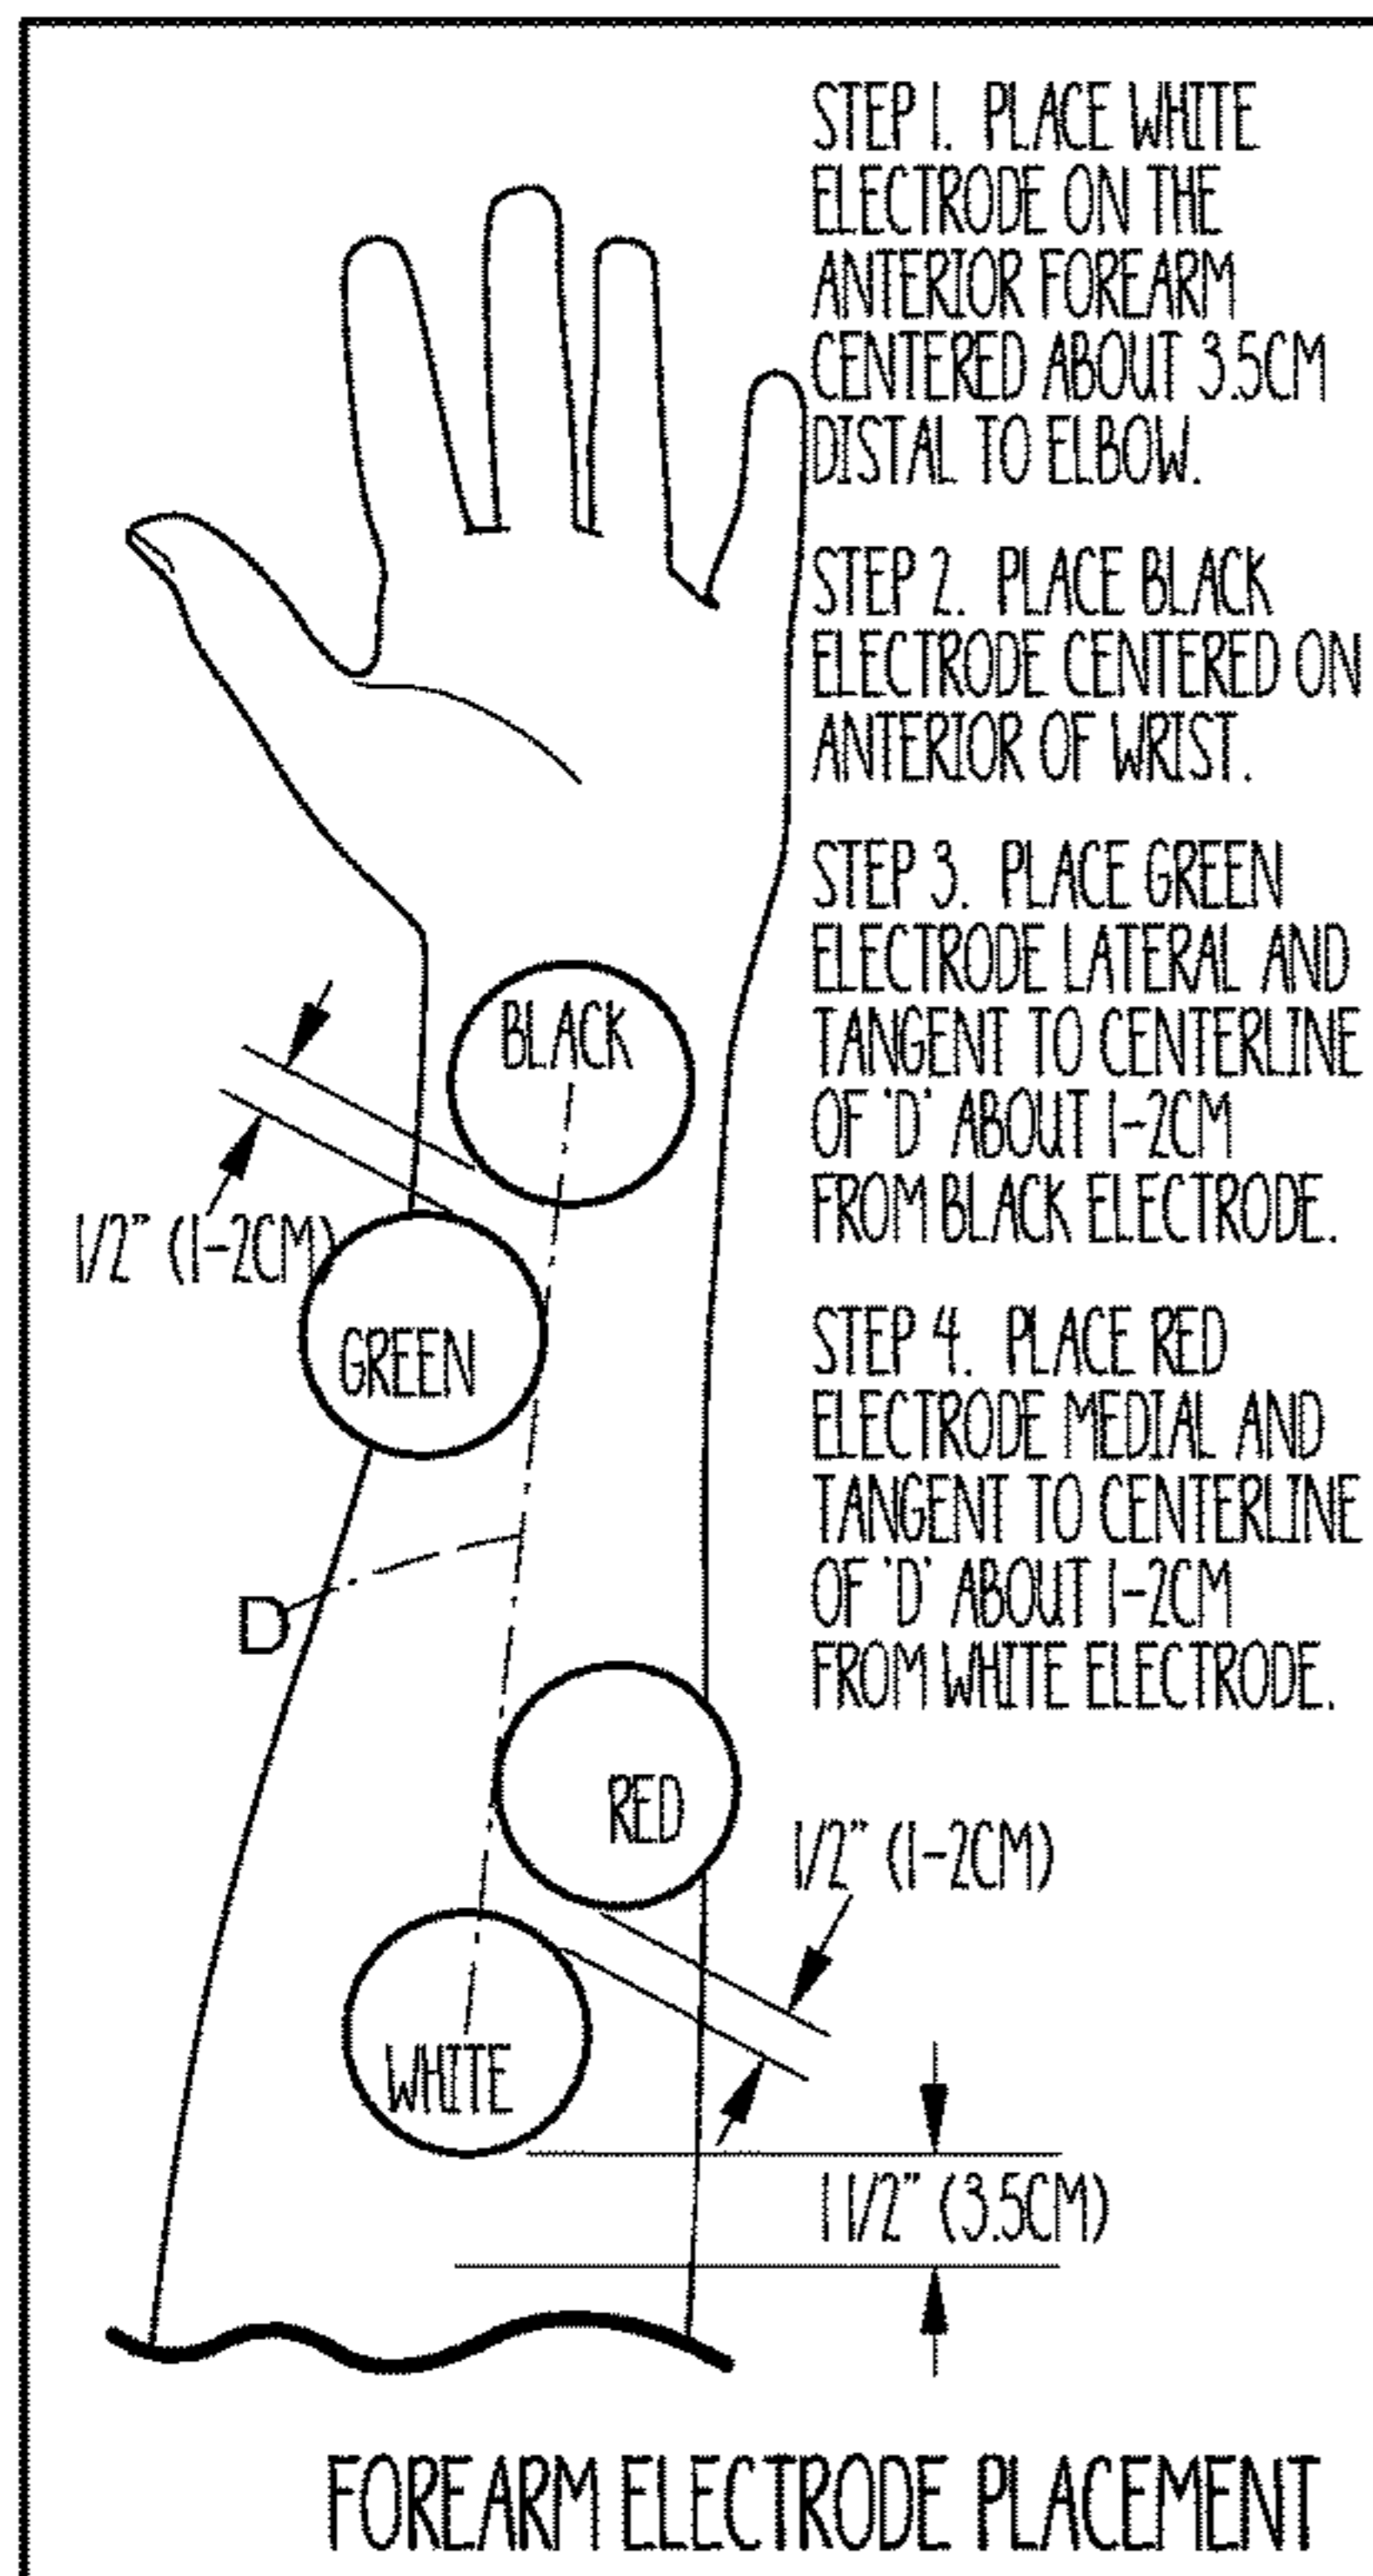 STEP 1. PLACE WHITE
ELECTRODE ON THE
ANTERIOR FOREARM
CENTERED ABOUT 3.5CM
DISTAL TO ELBOW.
STEP 2. PLACE BLACK
ELECTRODE CENTERED ON
ANTERIOR OF WRIST.
STEP 3. PLACE GREEN
ELECTRODE LATERAL AND
TANGENT TO CENTERLINE
OF 'D' ABOUT 1-2CM
FROM BLACK ELECTRODE.
STEP 4. PLACE RED
ELECTRODE MEDIAL AND
TANGENT TO CENTERLINE
OF 'D' ABOUT 1-2CM
FROM WHITE ELECTRODE.
BLACK
1/2" (1-2CM)
GREEN
D
RED
1/2" (1-2CM)
WHITE
1 1/2" (3.5CM)
FOREARM ELECTRODE PLACEMENT